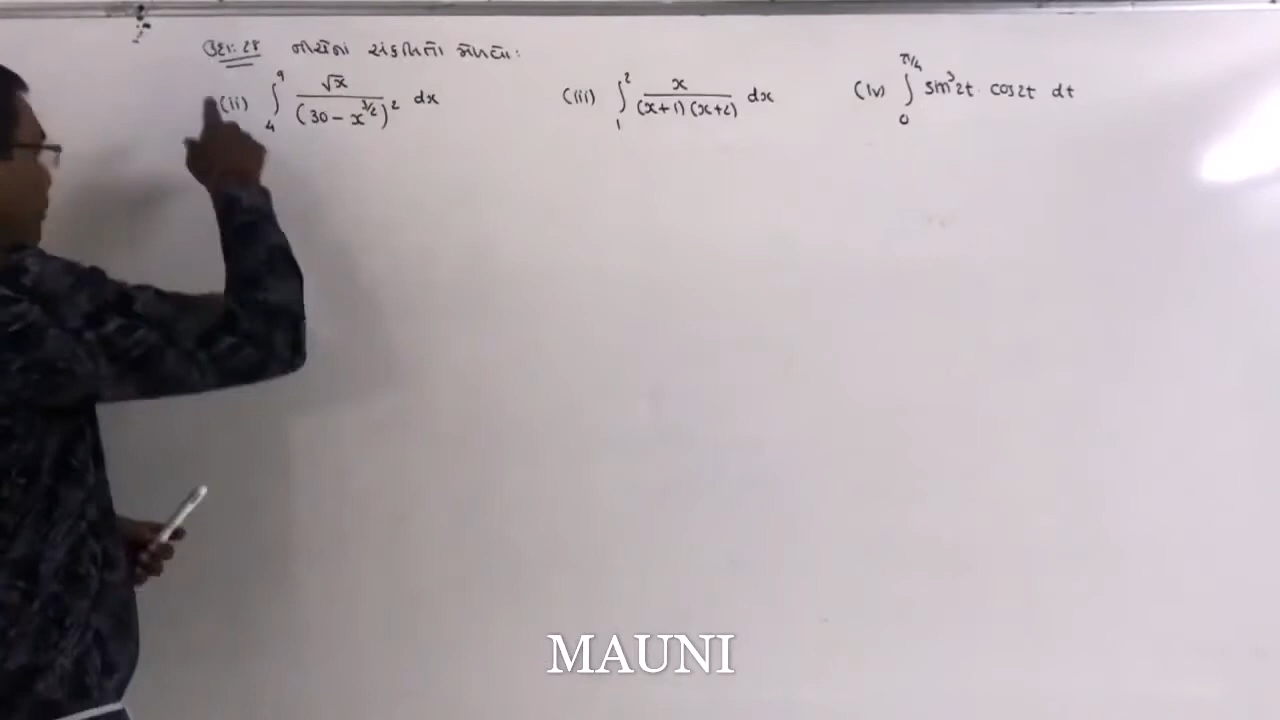 ઉદા: 28 નીચેના સંકલિતો મેળવો:
(ii) ∫₄⁹ √x / (30 − x^(3/2))² dx (iii) ∫₁² x / ((x+1)(x+2)) dx (iv) ∫₀^(π/4) sin³2t · cos2t dt
MAUNI